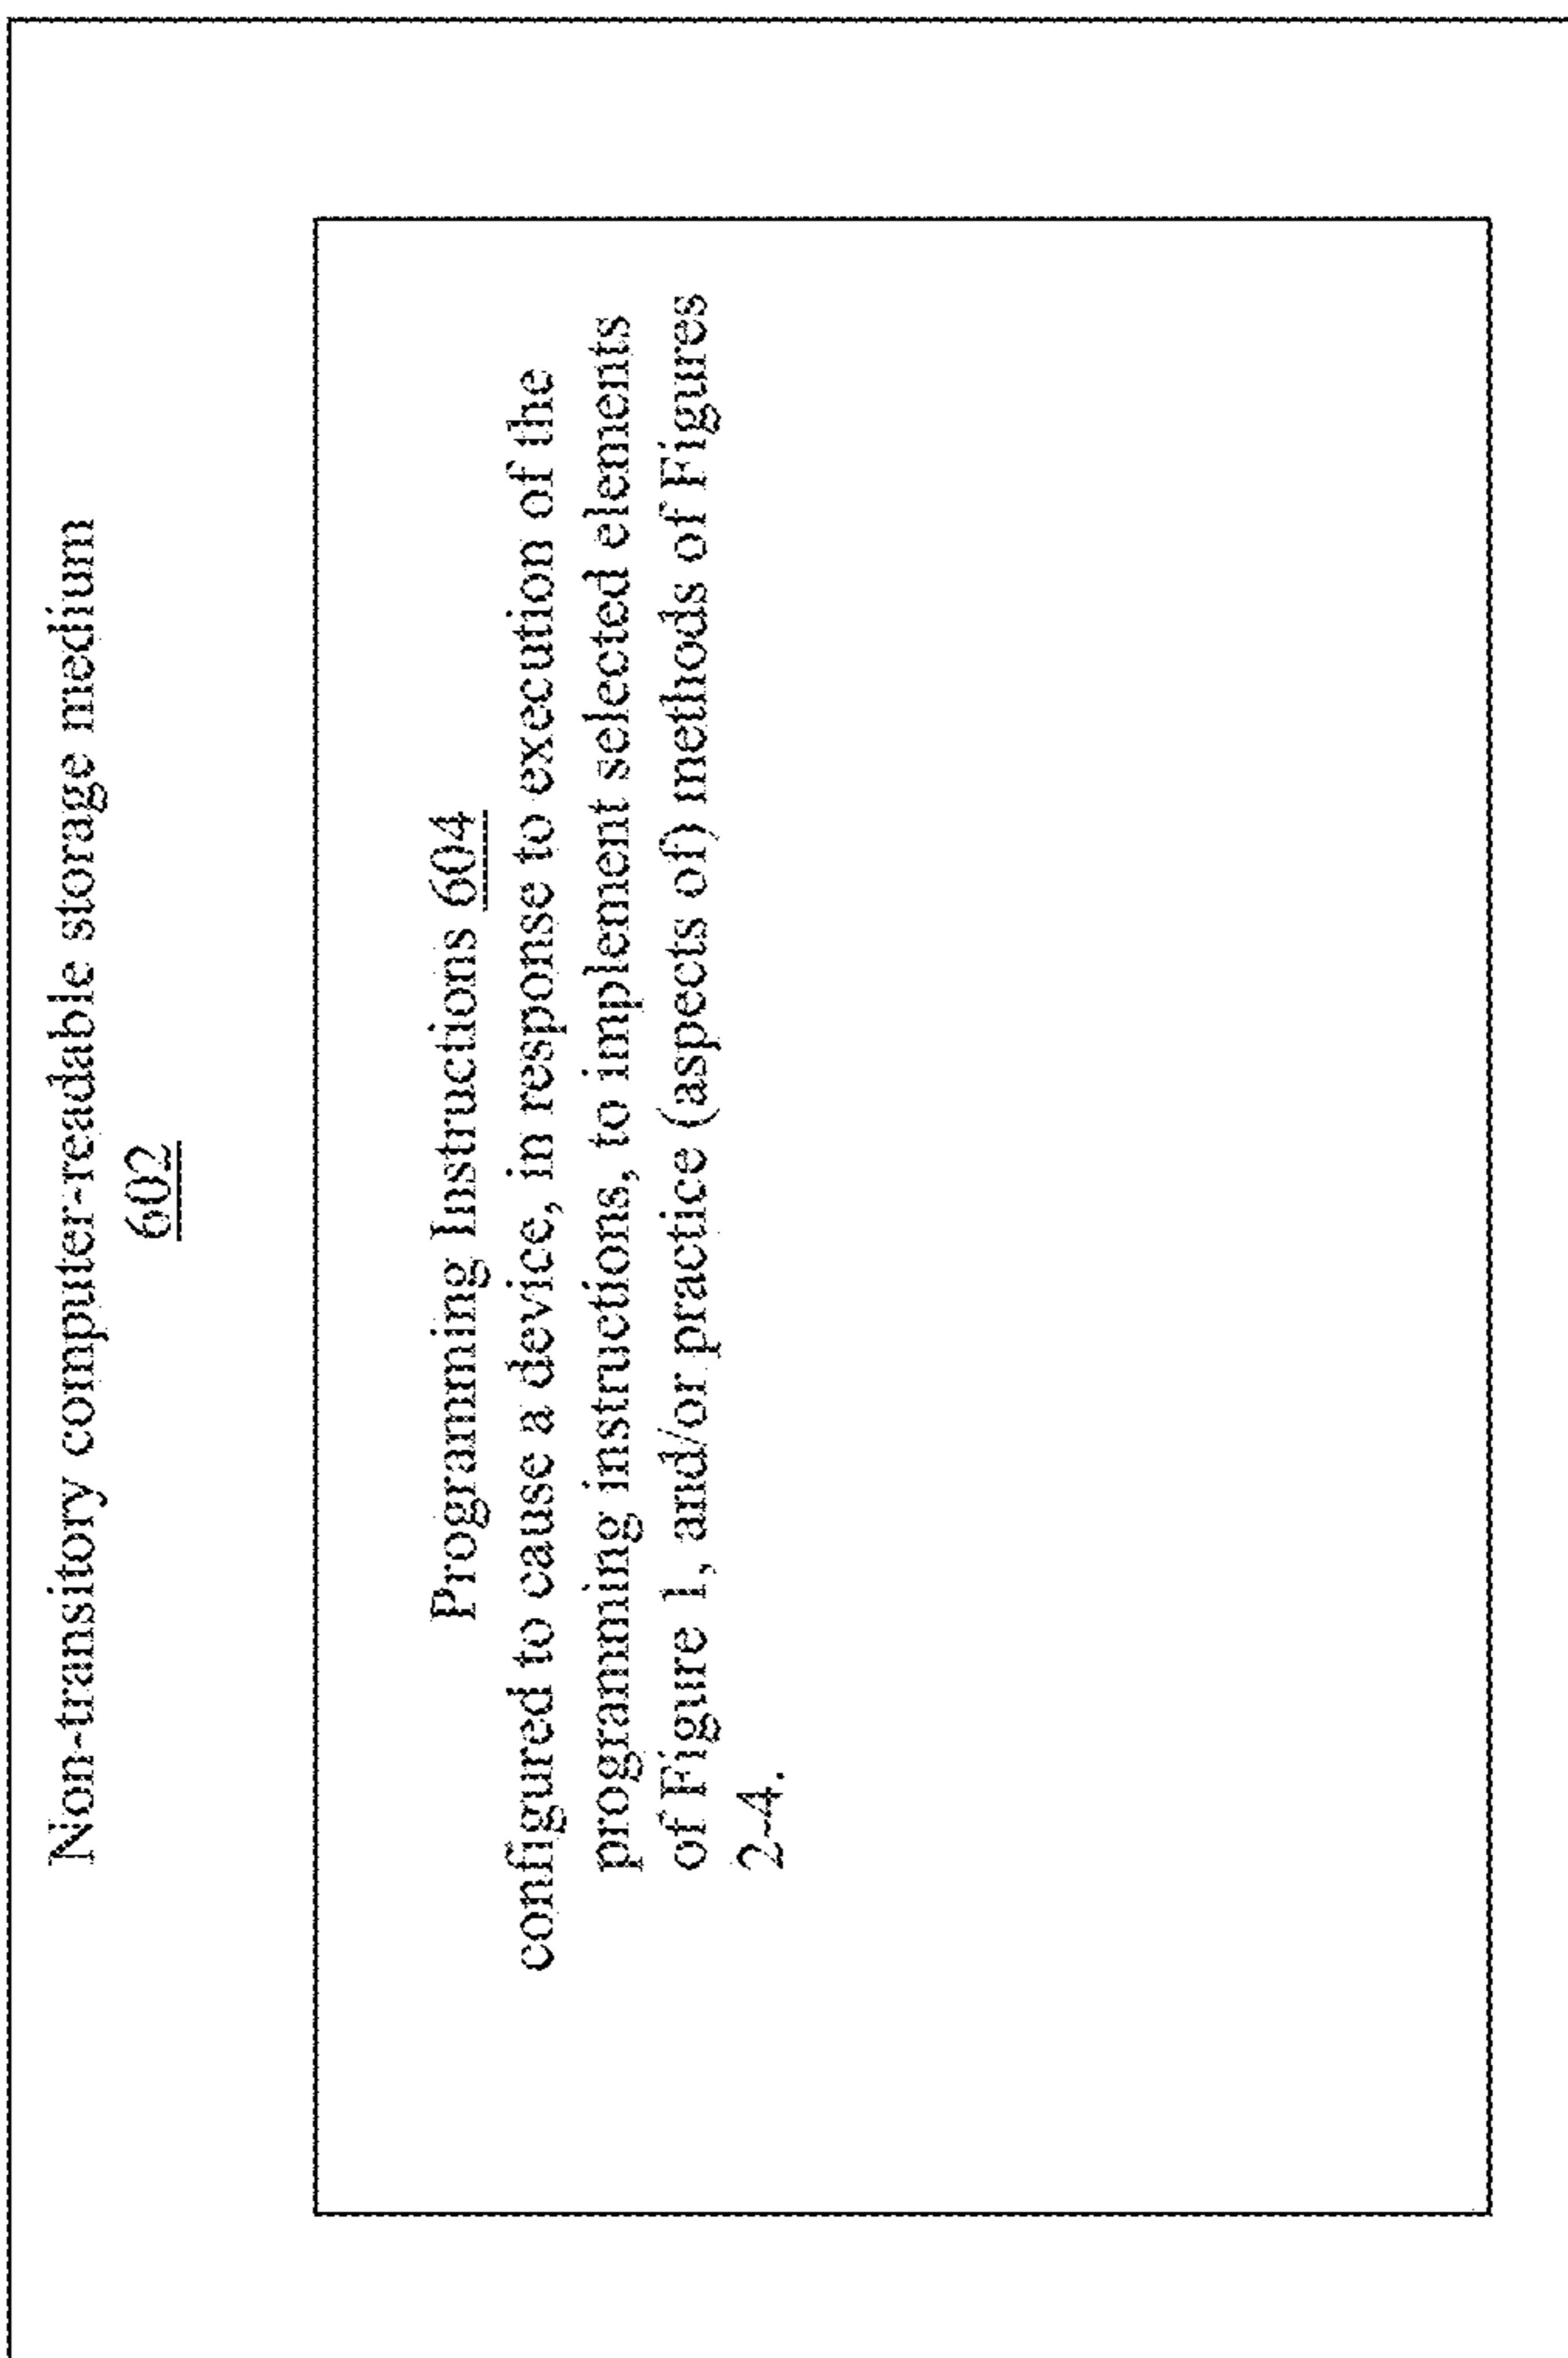 Non-transitory computer-readable storage medium
602
Programming Instructions 604
configured to cause a device, in response to execution of the
programming instructions, to implement selected elements
of Figure 1, and/or practice (aspects of) methods of Figures
2-4.